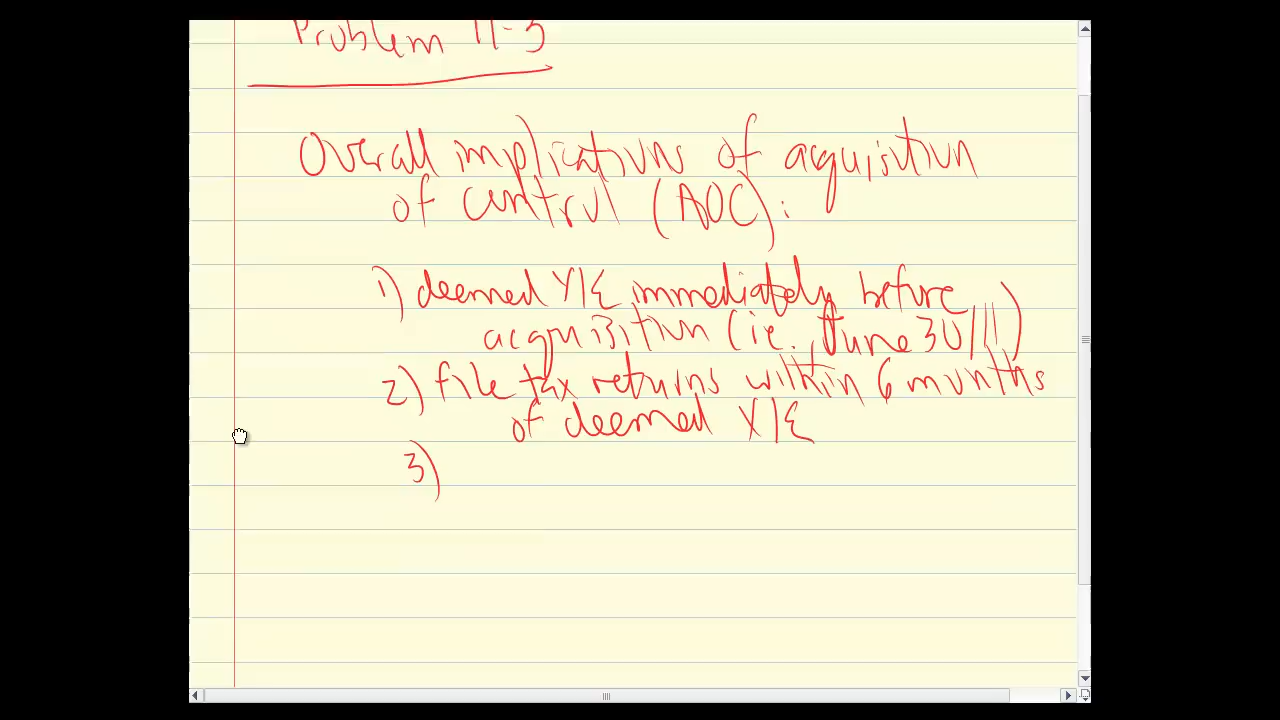 Problem 11-3
Overall implications of acquisition
of control (AOC):
1) deemed Y/E immediately before
acquisition (ie. June 30/11)
2) file tax returns within 6 months
of deemed Y/E
3)